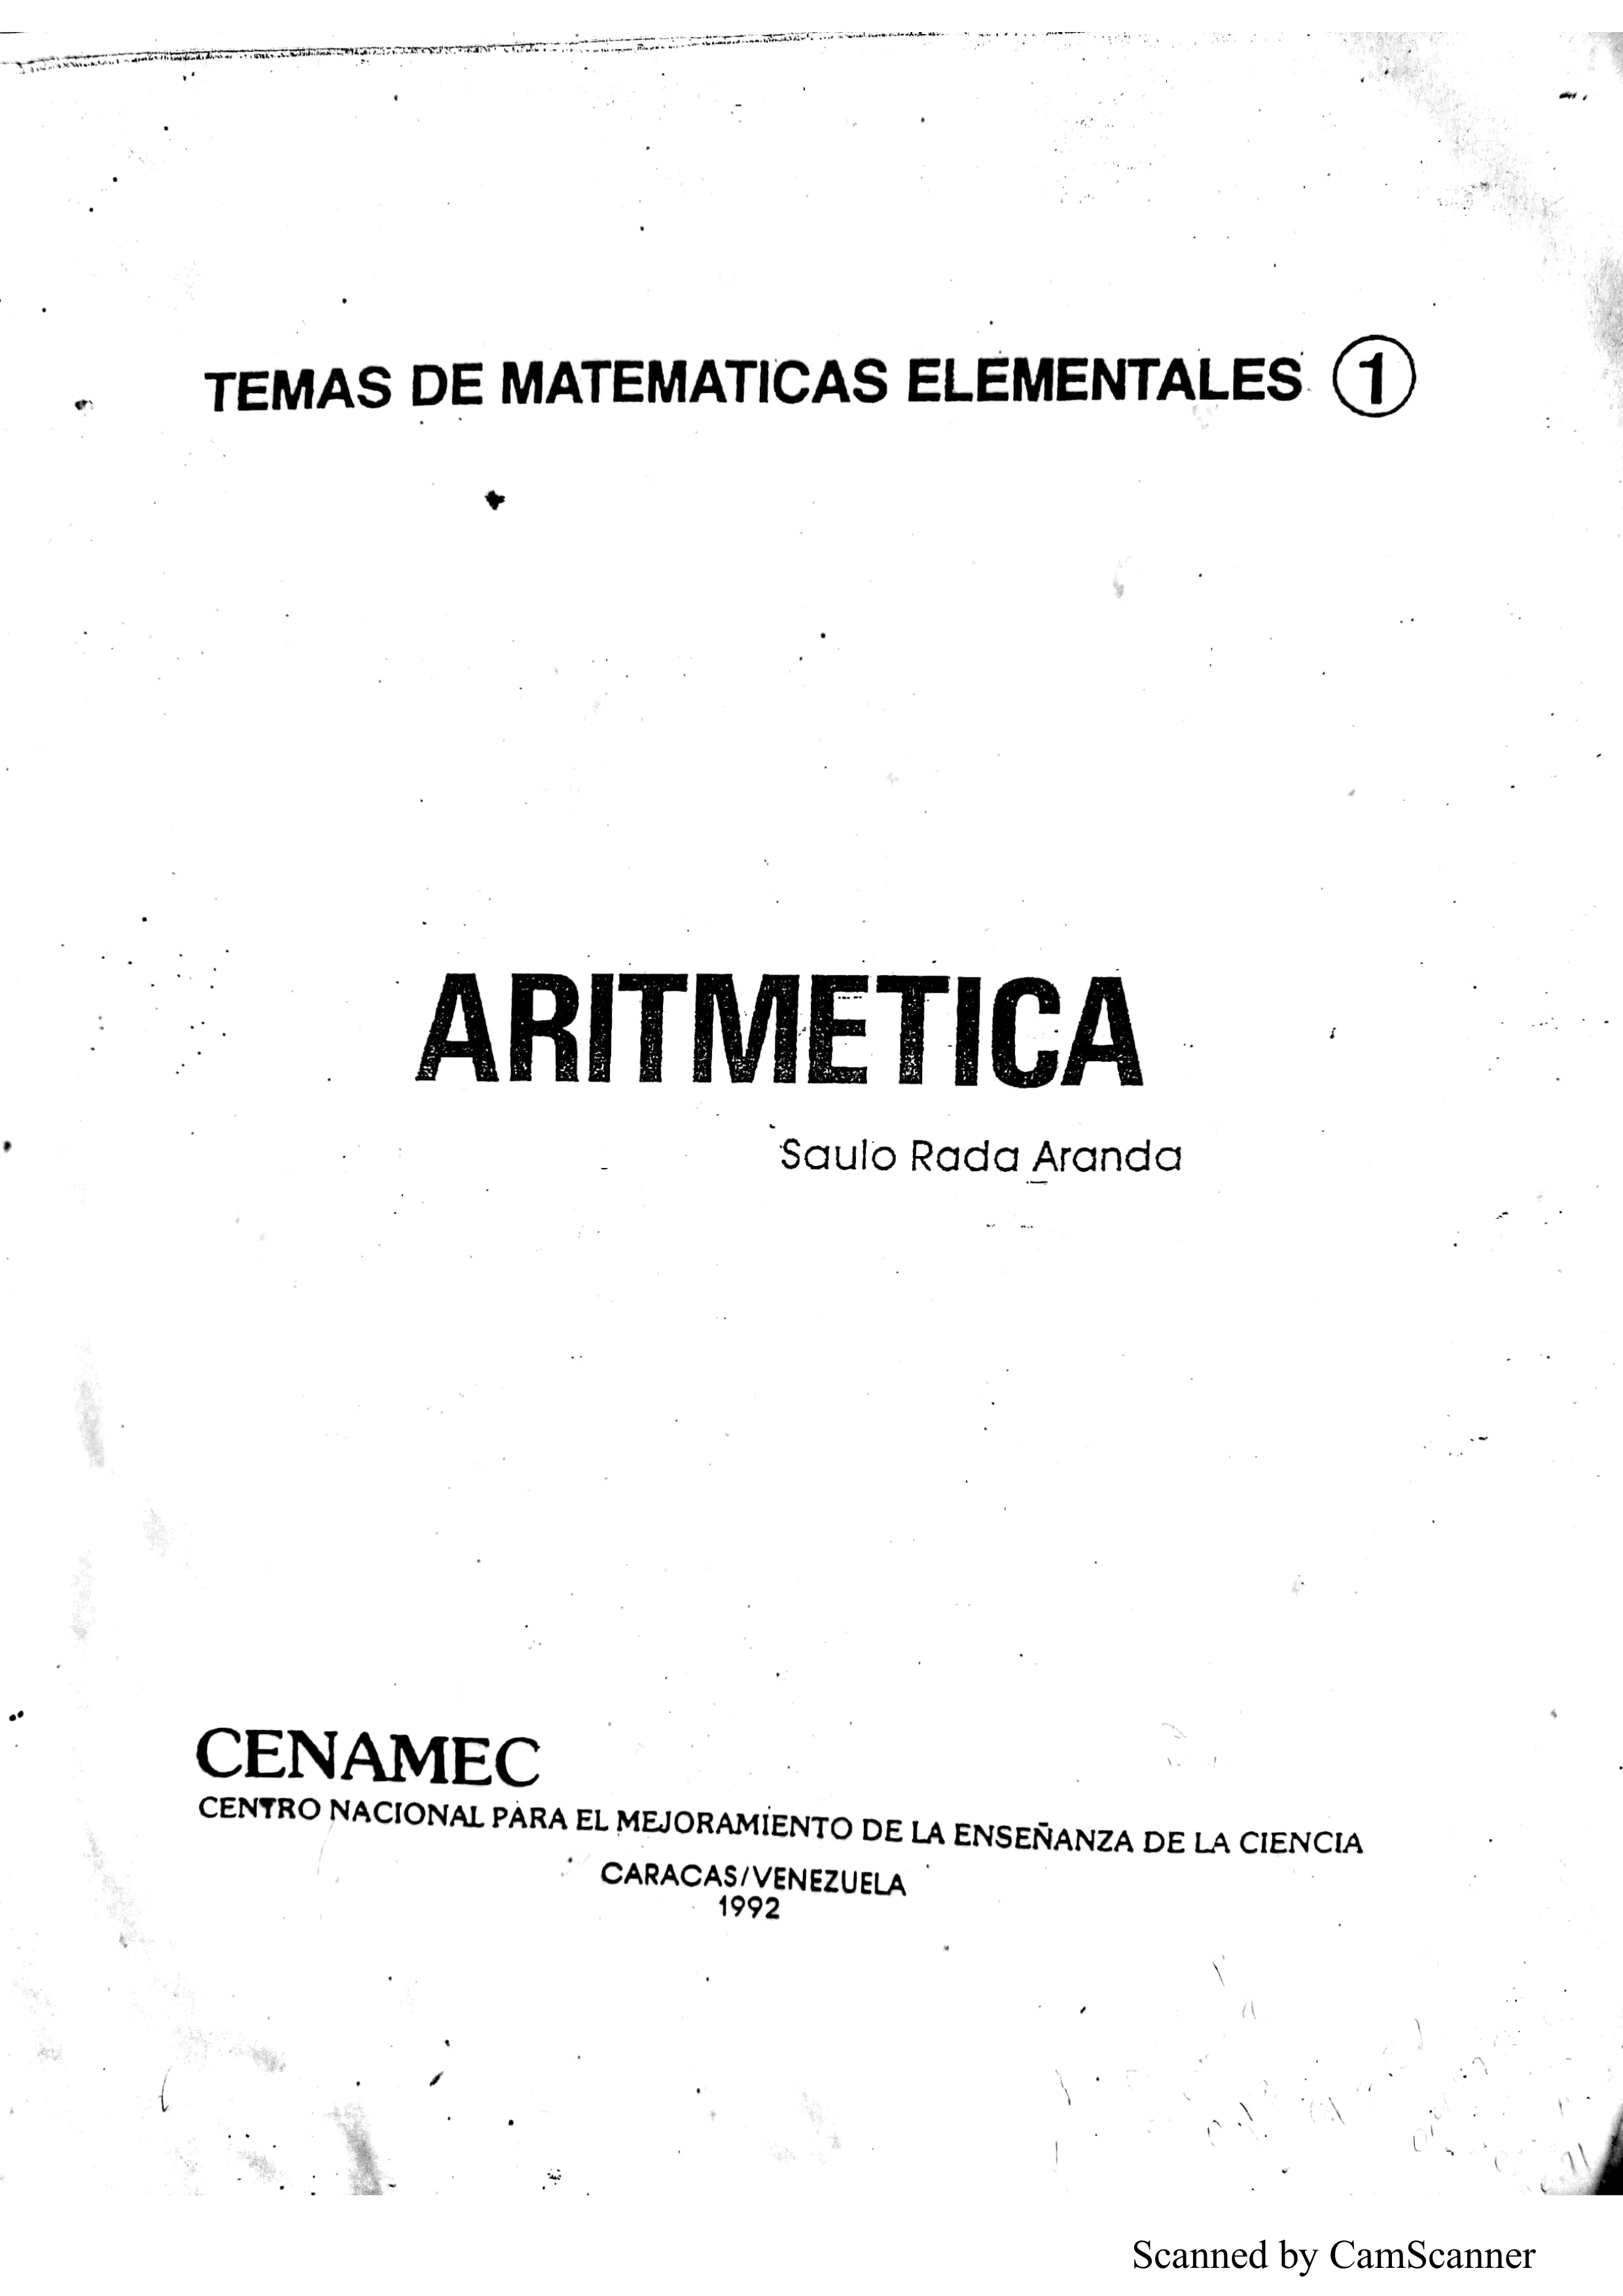 TEMAS DE MATEMATICAS ELEMENTALES 1
ARITMETICA
Saulo Rada Aranda
CENAMEC
CENTRO NACIONAL PARA EL MEJORAMIENTO DE LA ENSEÑANZA DE LA CIENCIA
CARACAS/VENEZUELA
1992
Scanned by CamScanner